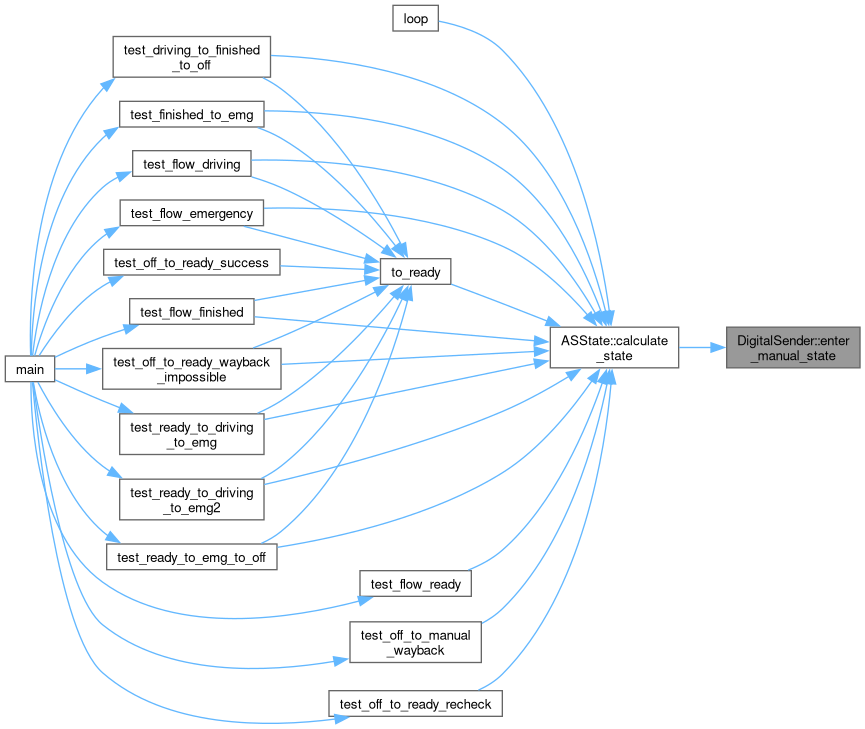 loop
test_driving_to_finished
_to_off
test_finished_to_emg
test_flow_driving
test_flow_emergency
test_off_to_ready_success
to_ready
test_flow_finished
ASState::calculate
_state
DigitalSender::enter
_manual_state
main
test_off_to_ready_wayback
_impossible
test_ready_to_driving
_to_emg
test_ready_to_driving
_to_emg2
test_ready_to_emg_to_off
test_flow_ready
test_off_to_manual
_wayback
test_off_to_ready_recheck